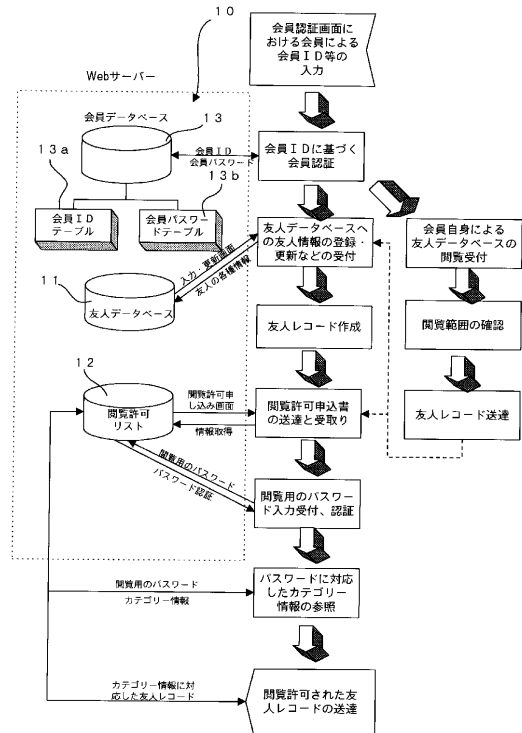 10
会員認証画面に
おける会員による
会員ID等の
入力
Webサーバー
会員データベース
13
会員ID
会員パスワード
会員IDに基づく
会員認証
13a
13b
会員ID
テーブル
会員パスワー
ドテーブル
友人データベースへ
の友人情報の登録・
更新などの受付
会員自身による
友人データベースの
閲覧受付
入力・更新画面
友人の各種情報
11
友人データベース
友人レコード作成
閲覧範囲の確認
12
閲覧許可
リスト
閲覧許可申
し込み画面
情報取得
閲覧許可申込書
の送達と受取り
友人レコード送達
閲覧用のパスワード
パスワード認証
閲覧用のパスワー
ド入力受付、認証
閲覧用のパスワード
カテゴリー情報
パスワードに対応
したカテゴリー
情報の参照
カテゴリー情報に対
応した友人レコード
閲覧許可された友
人レコードの送達